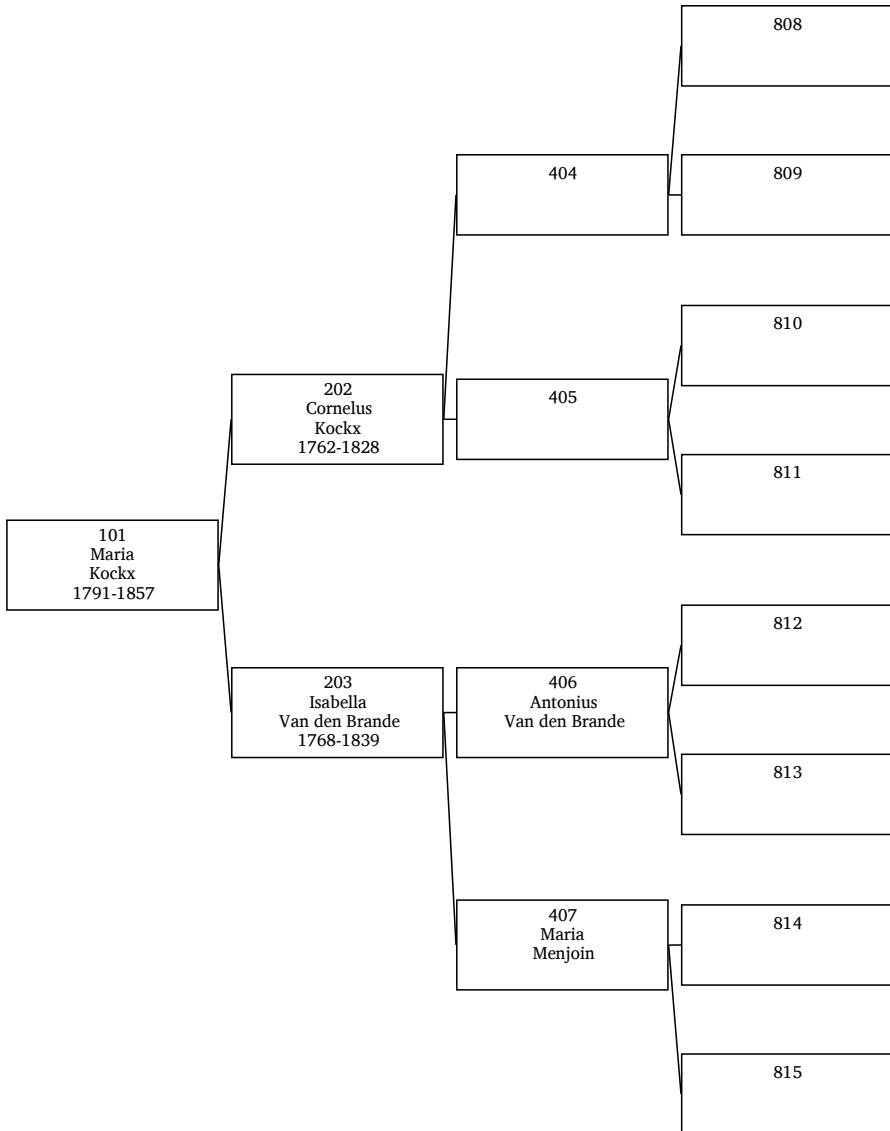 808
404
809
810
202
Cornelus
Kockx
1762-1828
405
811
101
Maria
Kockx
1791-1857
812
203
Isabella
Van den Brande
1768-1839
406
Antonius
Van den Brande
813
407
Maria
Menjoin
814
815